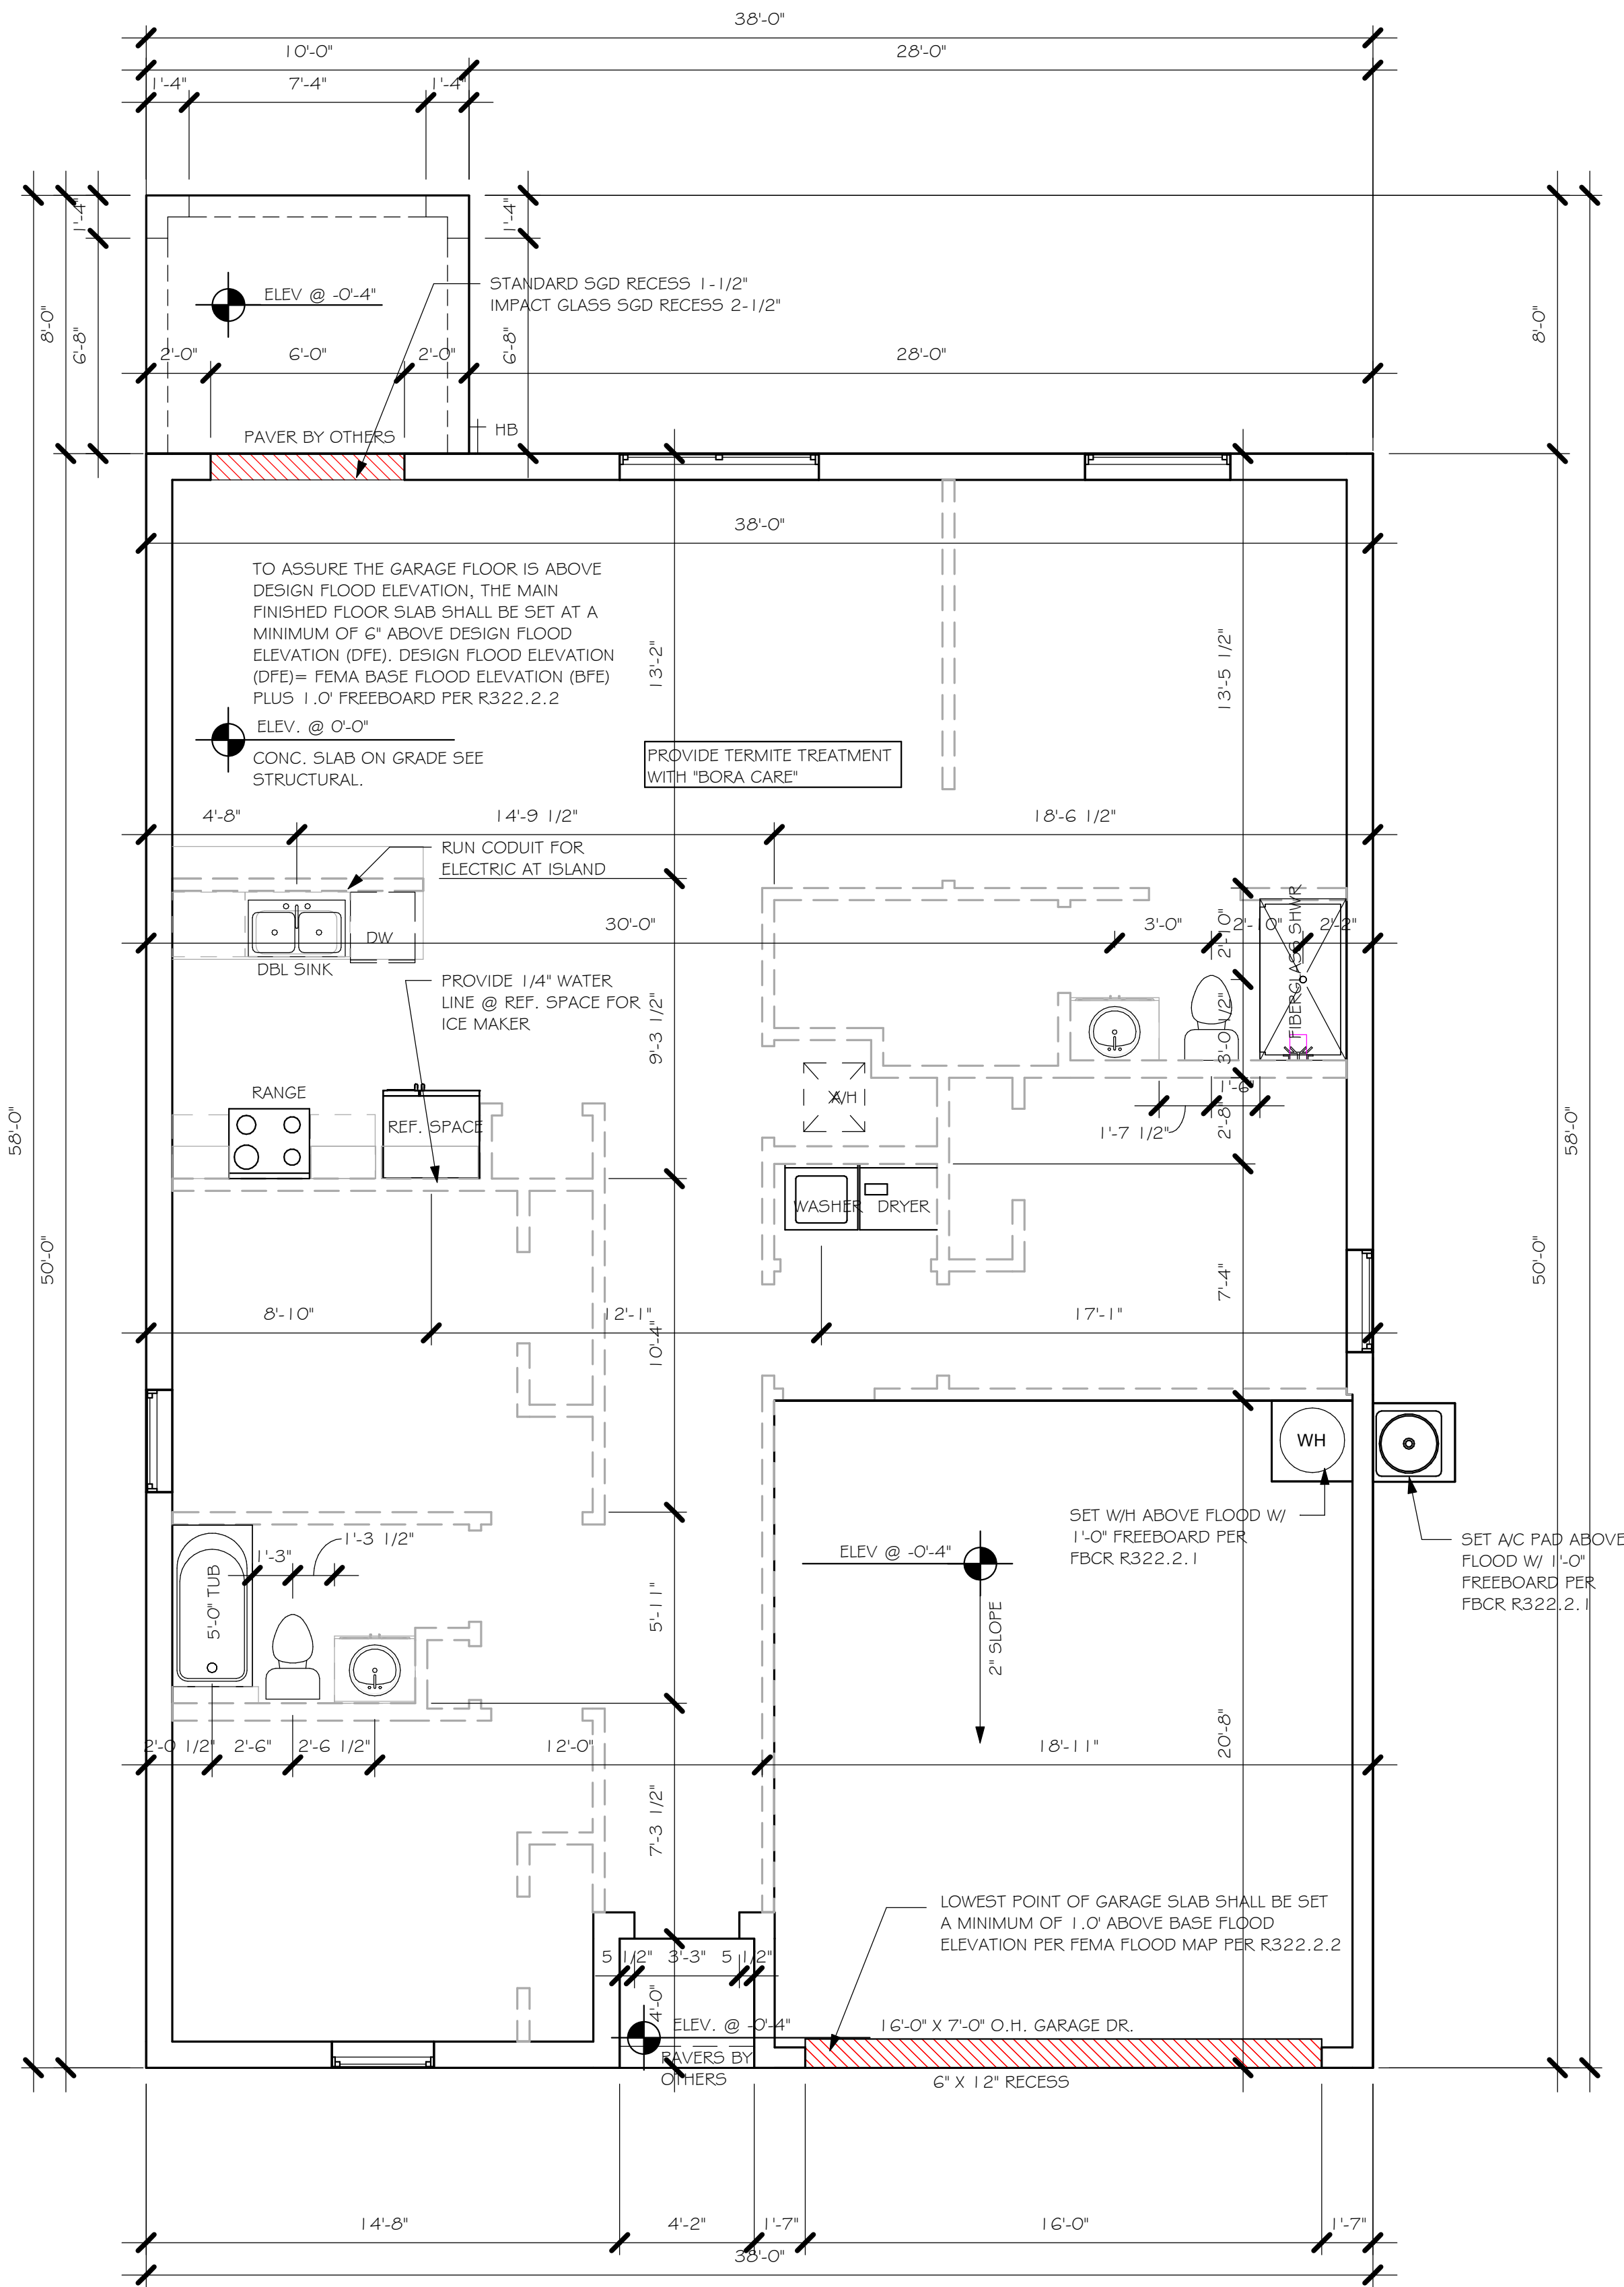 38'-0"
10'-0"
28'-0"
1'-4"
7'-4"
1'-4"
1'-4"
1'-4"
8'-0"
6'-8"
6'-8"
8'-0"
ELEV @ -0'-4"
STANDARD SGD RECESS 1-1/2"
IMPACT GLASS SGD RECESS 2-1/2"
2'-0"
6'-0"
2'-0"
28'-0"
PAVER BY OTHERS
HB
38'-0"
TO ASSURE THE GARAGE FLOOR IS ABOVE
DESIGN FLOOD ELEVATION, THE MAIN
FINISHED FLOOR SLAB SHALL BE SET AT A
MINIMUM OF 6" ABOVE DESIGN FLOOD
ELEVATION (DFE). DESIGN FLOOD ELEVATION
(DFE)= FEMA BASE FLOOD ELEVATION (BFE)
PLUS 1.0' FREEBOARD PER R322.2.2
13'-2"
13'-5 1/2"
ELEV. @ 0'-0"
CONC. SLAB ON GRADE SEE
STRUCTURAL.
PROVIDE TERMITE TREATMENT
WITH "BORA CARE"
4'-8"
14'-9 1/2"
18'-6 1/2"
RUN CODUIT FOR
ELECTRIC AT ISLAND
30'-0"
3'-0"
2'-10"
2'-2"
2'-10"
FIBERGLASS SHWR
DW
DBL SINK
PROVIDE 1/4" WATER
LINE @ REF. SPACE FOR
ICE MAKER
9'-3 1/2"
3'-0 1/2"
RANGE
REF. SPACE
A/H
1'-6"
1'-7 1/2"
2'-8"
58'-0"
58'-0"
WASHER
DRYER
50'-0"
50'-0"
7'-4"
8'-10"
12'-1"
17'-1"
10'-4"
WH
SET W/H ABOVE FLOOD W/
1'-0" FREEBOARD PER
FBCR R322.2.1
SET A/C PAD ABOVE
FLOOD W/ 1'-0"
FREEBOARD PER
FBCR R322.2.1
1'-3"
1'-3 1/2"
5'-0" TUB
ELEV @ -0'-4"
5'-11"
2" SLOPE
2'-0 1/2"
2'-6"
2'-6 1/2"
12'-0"
18'-11"
20'-8"
7'-3 1/2"
LOWEST POINT OF GARAGE SLAB SHALL BE SET
A MINIMUM OF 1.0' ABOVE BASE FLOOD
ELEVATION PER FEMA FLOOD MAP PER R322.2.2
5 1/2"
3'-3"
5 1/2"
4'-0"
ELEV. @ -0'-4"
16'-0" X 7'-0" O.H. GARAGE DR.
PAVERS BY
OTHERS
6" X 12" RECESS
14'-8"
4'-2"
1'-7"
16'-0"
1'-7"
38'-0"